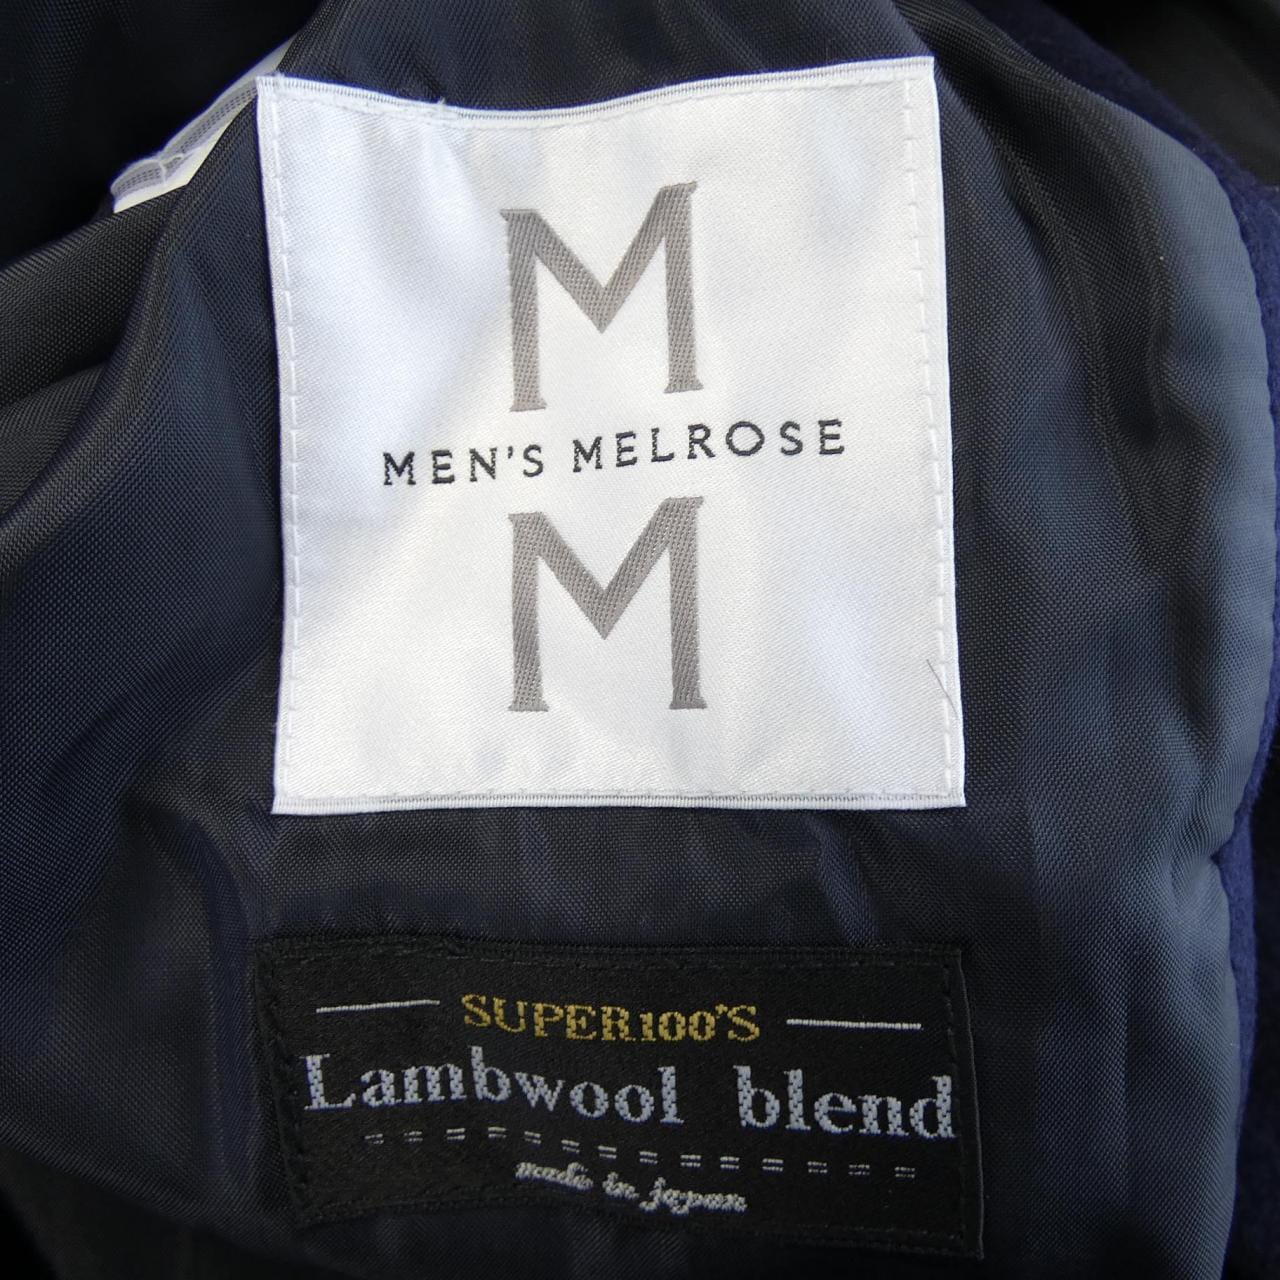 M
MEN'S MELROSE
M
SUPER100'S
Lambwool blend
made in japan